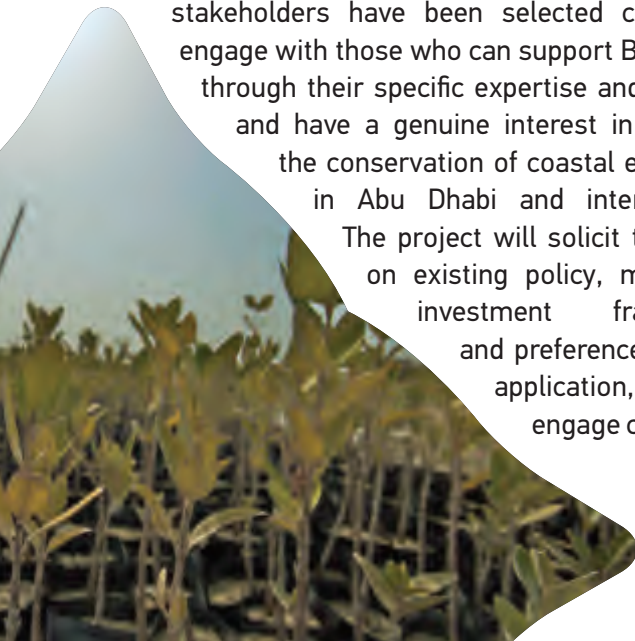 stakeholders have been selected c
engage with those who can support B
through their specific expertise and
and have a genuine interest in
the conservation of coastal e
in Abu Dhabi and inter
The project will solicit t
on existing policy, m
investment fra
and preference
application,
engage o